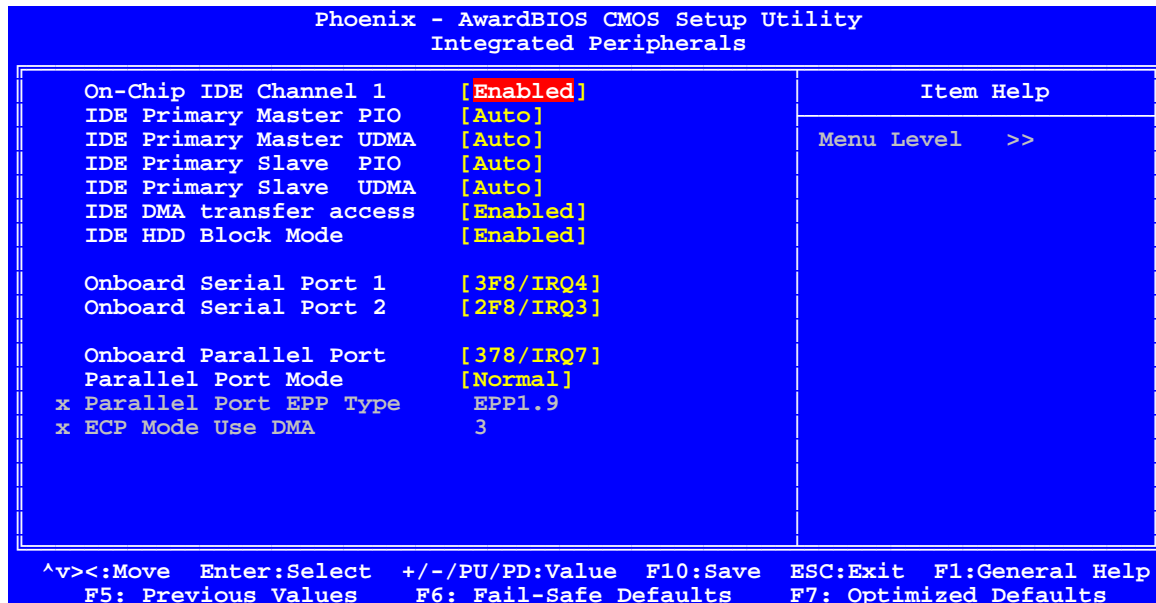 Phoenix - AwardBIOS CMOS Setup Utility
Integrated Peripherals
On-Chip IDE Channel 1 [Enabled]
IDE Primary Master PIO [Auto]
IDE Primary Master UDMA [Auto]
IDE Primary Slave PIO [Auto]
IDE Primary Slave UDMA [Auto]
IDE DMA transfer access [Enabled]
IDE HDD Block Mode [Enabled]
Onboard Serial Port 1 [3F8/IRQ4]
Onboard Serial Port 2 [2F8/IRQ3]
Onboard Parallel Port [378/IRQ7]
Parallel Port Mode [Normal]
x Parallel Port EPP Type EPP1.9
x ECP Mode Use DMA 3
Item Help
Menu Level >>
^v><:Move Enter:Select +/-/PU/PD:Value F10:Save ESC:Exit F1:General Help
F5: Previous Values F6: Fail-Safe Defaults F7: Optimized Defaults